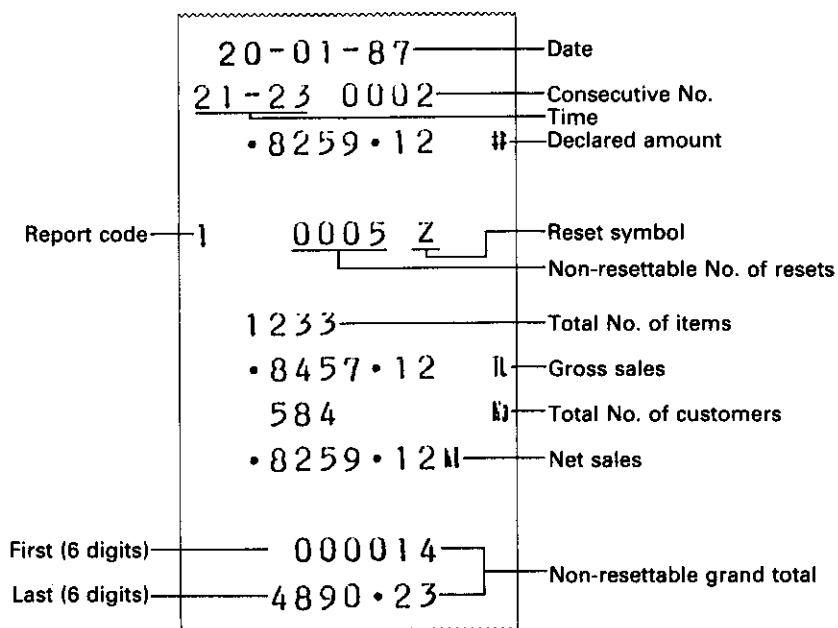 20-01-87 Date
21-23 0002 Consecutive No.
Time
·8259·12 # Declared amount
Report code 1 0005 Z Reset symbol
Non-resettable No. of resets
1233 Total No. of items
·8457·12 TL Gross sales
584 Total No. of customers
·8259·12 N Net sales
First (6 digits) 000014
Non-resettable grand total
Last (6 digits) 4890·23